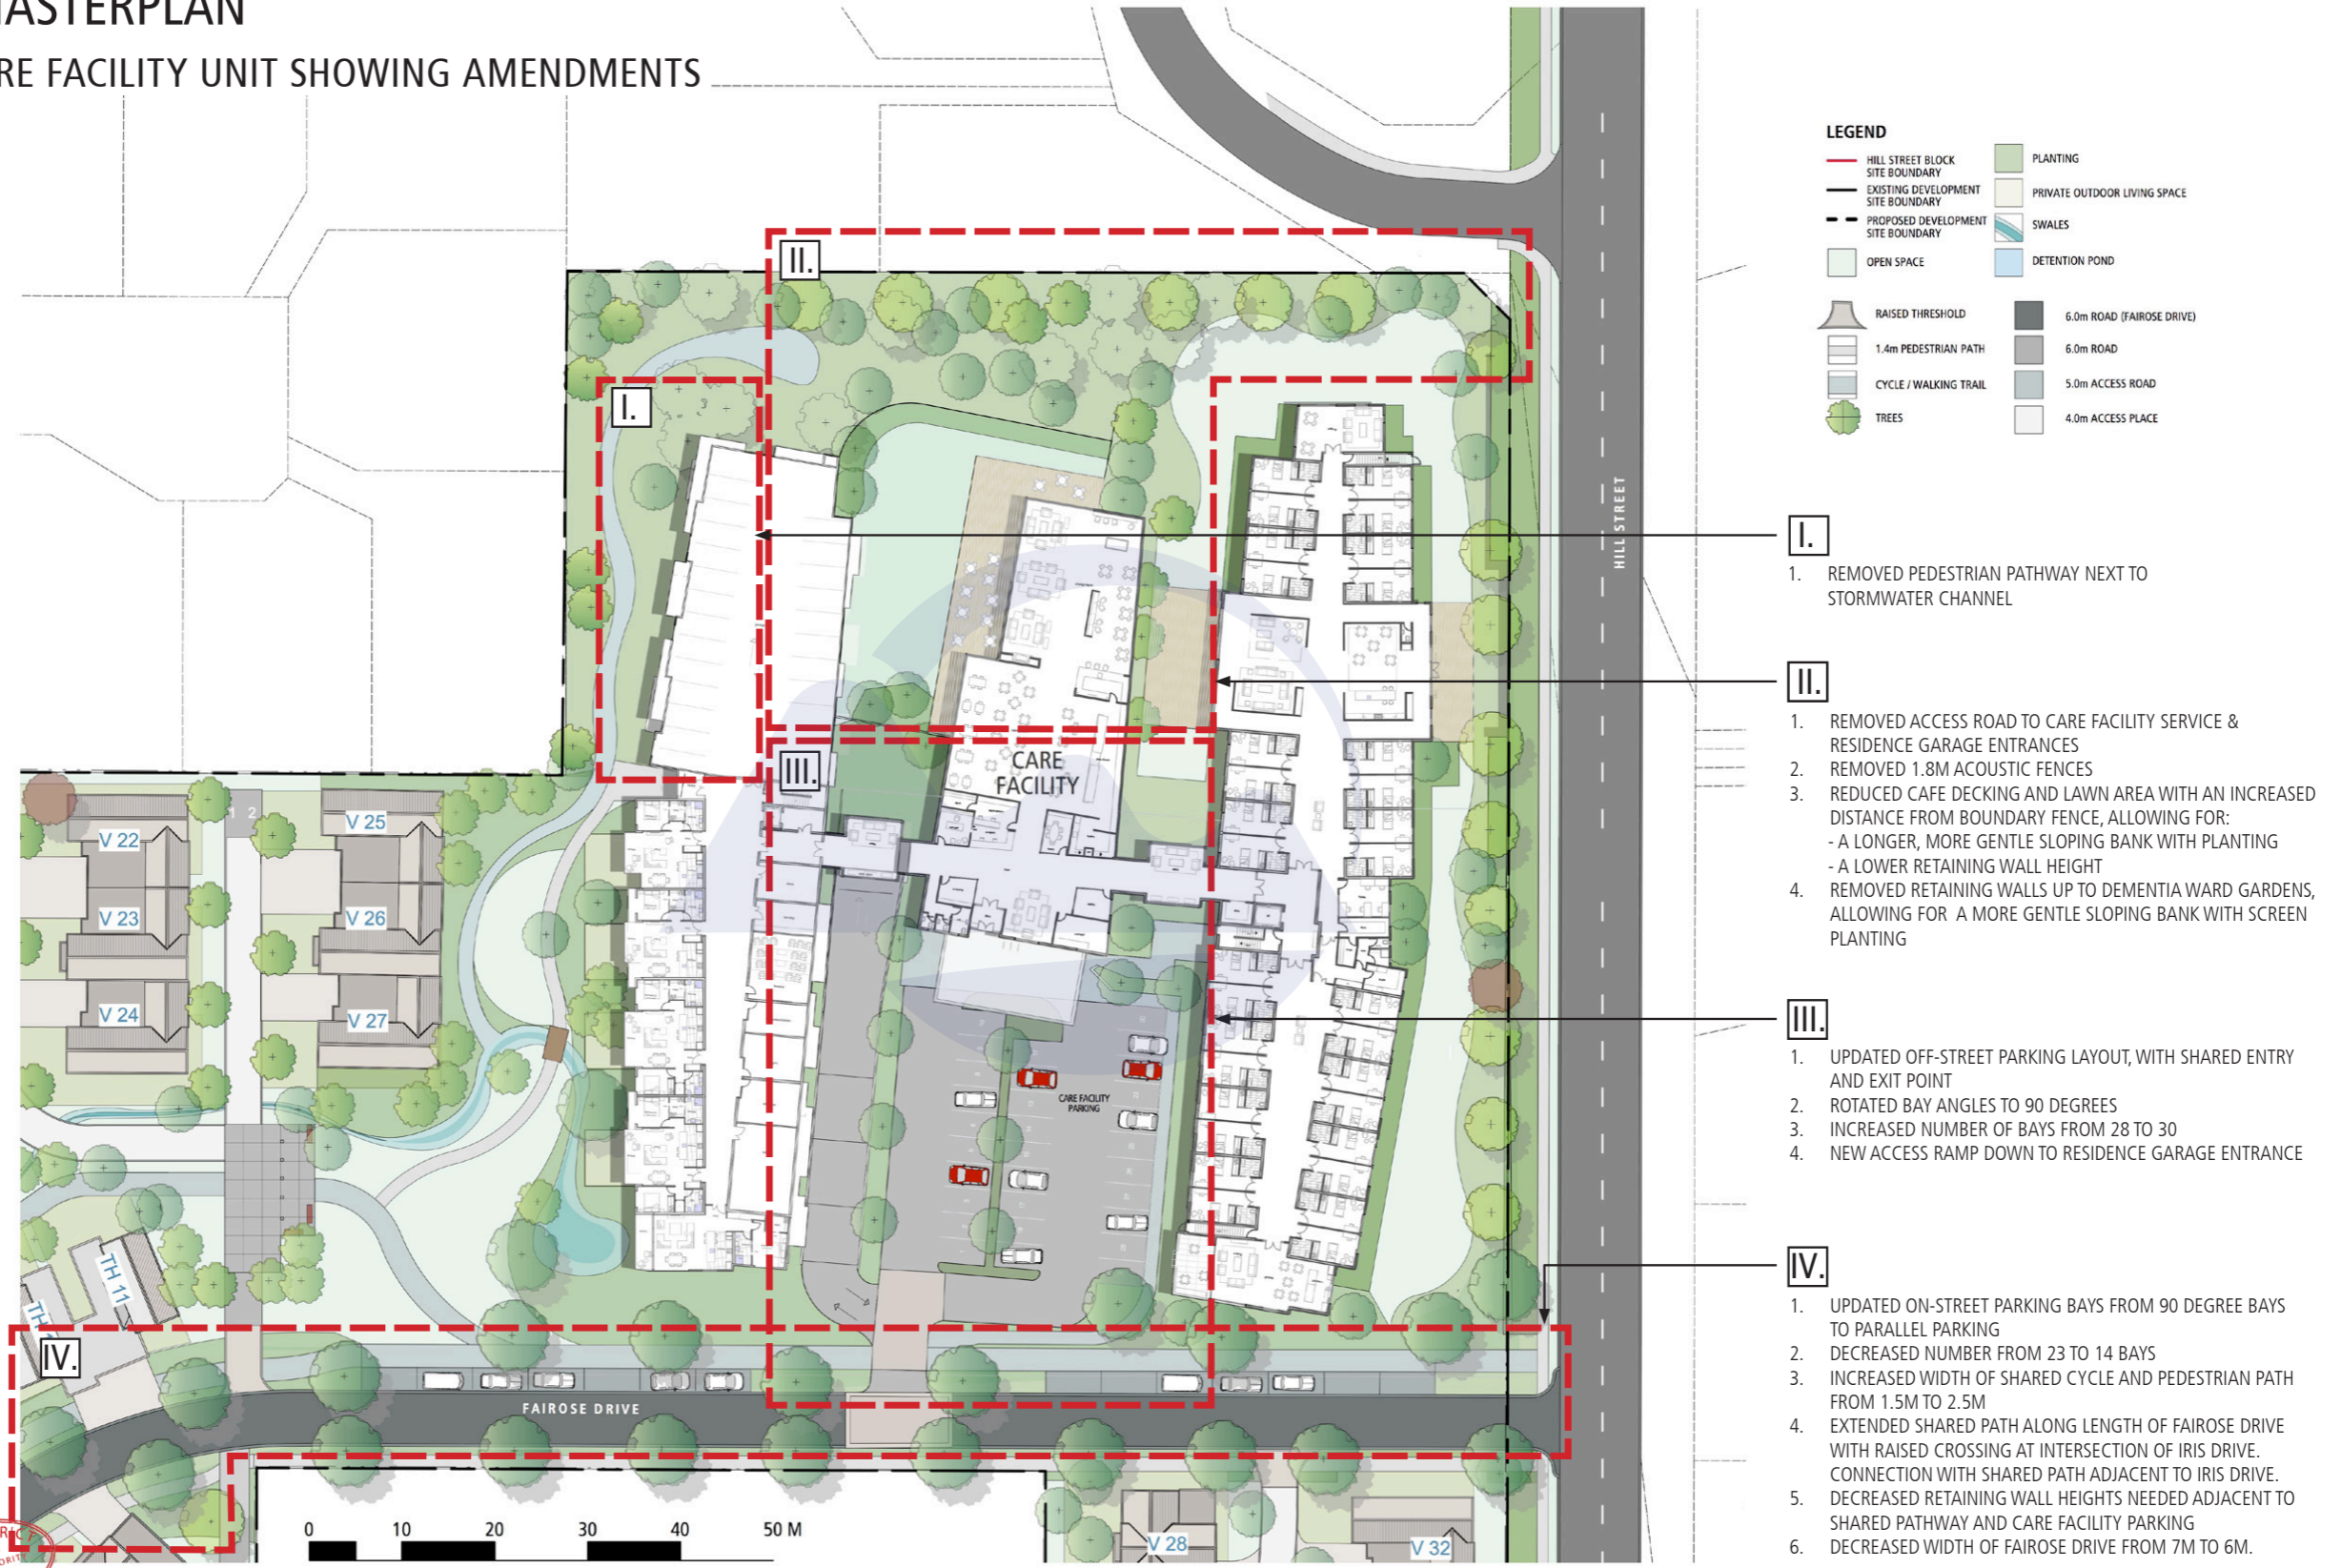 MASTERPLAN
RE FACILITY UNIT SHOWING AMENDMENTS
LEGEND
HILL STREET BLOCK
SITE BOUNDARY
EXISTING DEVELOPMENT
SITE BOUNDARY
PROPOSED DEVELOPMENT
SITE BOUNDARY
OPEN SPACE
PLANTING
PRIVATE OUTDOOR LIVING SPACE
SWALES
DETENTION POND
RAISED THRESHOLD
1.4m PEDESTRIAN PATH
CYCLE / WALKING TRAIL
TREES
6.0m ROAD (FAIROSE DRIVE)
6.0m ROAD
5.0m ACCESS ROAD
4.0m ACCESS PLACE
I.
1. REMOVED PEDESTRIAN PATHWAY NEXT TO
STORMWATER CHANNEL
II.
1. REMOVED ACCESS ROAD TO CARE FACILITY SERVICE &
RESIDENCE GARAGE ENTRANCES
2. REMOVED 1.8M ACOUSTIC FENCES
3. REDUCED CAFE DECKING AND LAWN AREA WITH AN INCREASED
DISTANCE FROM BOUNDARY FENCE, ALLOWING FOR:
- A LONGER, MORE GENTLE SLOPING BANK WITH PLANTING
- A LOWER RETAINING WALL HEIGHT
4. REMOVED RETAINING WALLS UP TO DEMENTIA WARD GARDENS,
ALLOWING FOR A MORE GENTLE SLOPING BANK WITH SCREEN
PLANTING
III.
1. UPDATED OFF-STREET PARKING LAYOUT, WITH SHARED ENTRY
AND EXIT POINT
2. ROTATED BAY ANGLES TO 90 DEGREES
3. INCREASED NUMBER OF BAYS FROM 28 TO 30
4. NEW ACCESS RAMP DOWN TO RESIDENCE GARAGE ENTRANCE
IV.
1. UPDATED ON-STREET PARKING BAYS FROM 90 DEGREE BAYS
TO PARALLEL PARKING
2. DECREASED NUMBER FROM 23 TO 14 BAYS
3. INCREASED WIDTH OF SHARED CYCLE AND PEDESTRIAN PATH
FROM 1.5M TO 2.5M
4. EXTENDED SHARED PATH ALONG LENGTH OF FAIROSE DRIVE
WITH RAISED CROSSING AT INTERSECTION OF IRIS DRIVE.
CONNECTION WITH SHARED PATH ADJACENT TO IRIS DRIVE.
5. DECREASED RETAINING WALL HEIGHTS NEEDED ADJACENT TO
SHARED PATHWAY AND CARE FACILITY PARKING
6. DECREASED WIDTH OF FAIROSE DRIVE FROM 7M TO 6M.
II.
I.
HILL STREET
III.
CARE
FACILITY
1 2
V 22
V 25
V 23
V 26
V 24
V 27
CARE FACILITY
PARKING
TH 11
TH
IV.
FAIROSE DRIVE
0 10 20 30 40 50 M
V 28
V 32